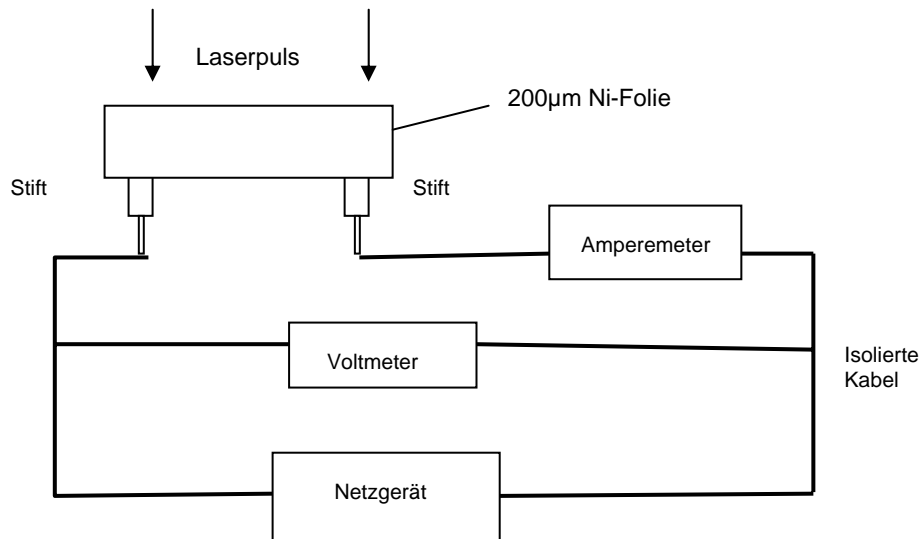 Laserpuls
200µm Ni-Folie
Stift
Stift
Amperemeter
Voltmeter
Isolierte
Kabel
Netzgerät